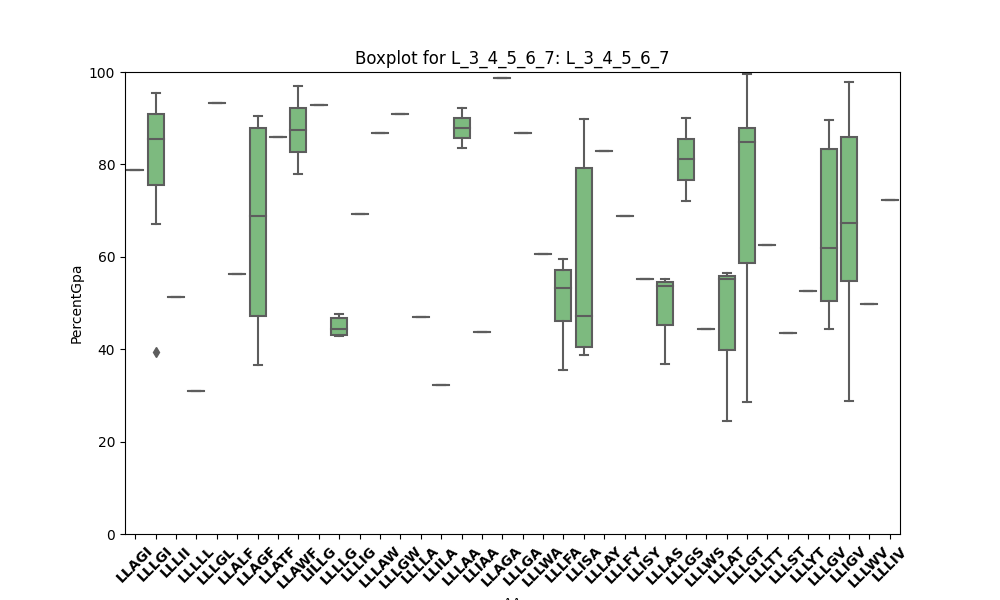 Boxplot for L_3_4_5_6_7: L_3_4_5_6_7
PercentGpa
100
80
60
40
20
0
LLAGI
LLLGI
LLLII
LLLLL
LLLGL
LLALF
LLAGF
LLATF
LLAWF
LILLG
LLLLG
LLLIG
LLLAW
LLLGW
LLLLA
LLILA
LLLAA
LLIAA
LLAGA
LLLGA
LLLWA
LLLFA
LLISA
LLLAY
LLLFY
LLISY
LLLAS
LLLGS
LLLWS
LLLAT
LLLGT
LLLTT
LLLST
LLLYT
LLLGV
LLIGV
LLLWV
LLLIV